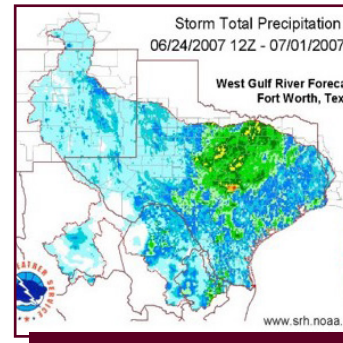 Storm Total Precipitation
06/24/2007 12Z - 07/01/2007
West Gulf River Foreca
Fort Worth, Tex
www.srh.noaa.